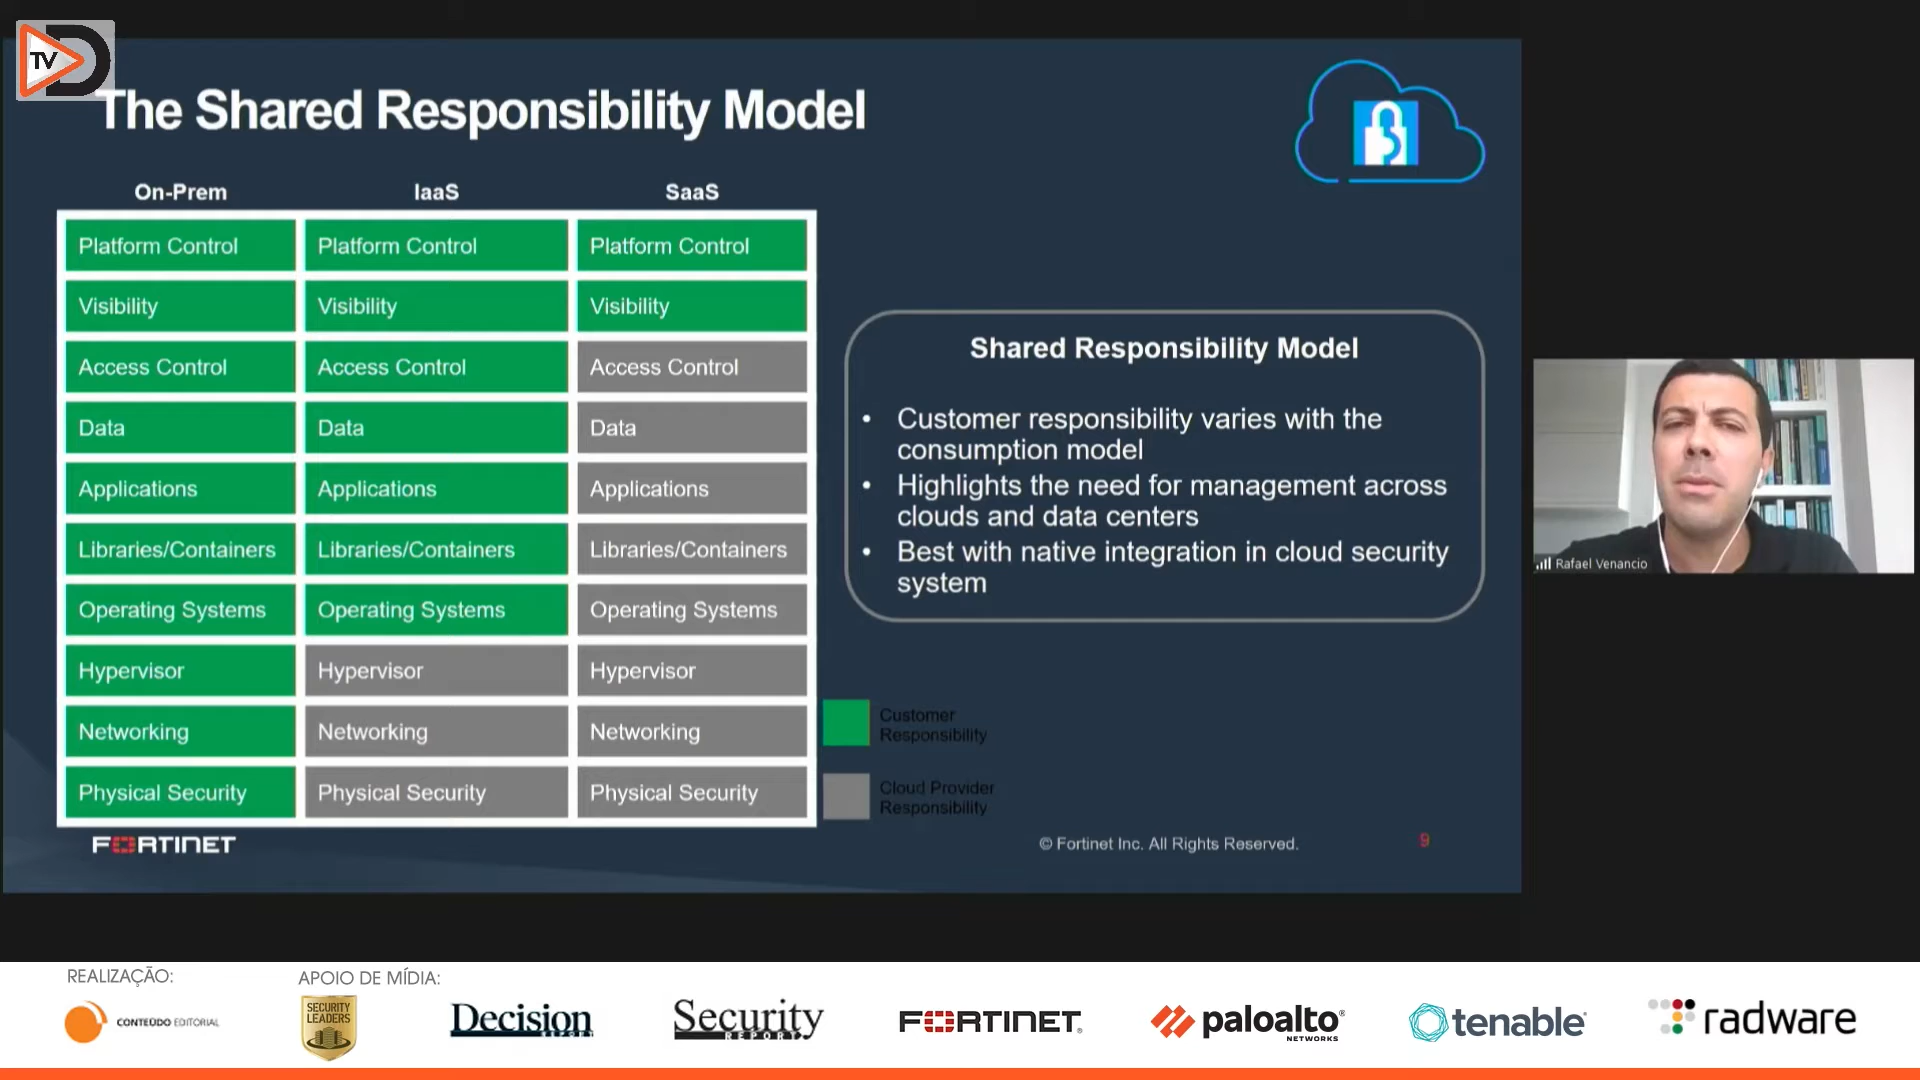 TV D
The Shared Responsibility Model
On-Prem IaaS SaaS
Platform Control Platform Control Platform Control
Visibility Visibility Visibility
Access Control Access Control Access Control
Data Data Data
Applications Applications Applications
Libraries/Containers Libraries/Containers Libraries/Containers
Operating Systems Operating Systems Operating Systems
Hypervisor Hypervisor Hypervisor
Networking Networking Networking
Physical Security Physical Security Physical Security
Shared Responsibility Model
• Customer responsibility varies with the
consumption model
• Highlights the need for management across
clouds and data centers
• Best with native integration in cloud security
system
Customer
Responsibility
Cloud Provider
Responsibility
FORTINET
© Fortinet Inc. All Rights Reserved.
9
Rafael Venancio
REALIZAÇÃO:
CONTEÚDO EDITORIAL
APOIO DE MÍDIA:
SECURITY
LEADERS
Decision
REPORT
Security
REPORT
FORTINET®
paloalto®
NETWORKS
tenable®
radware